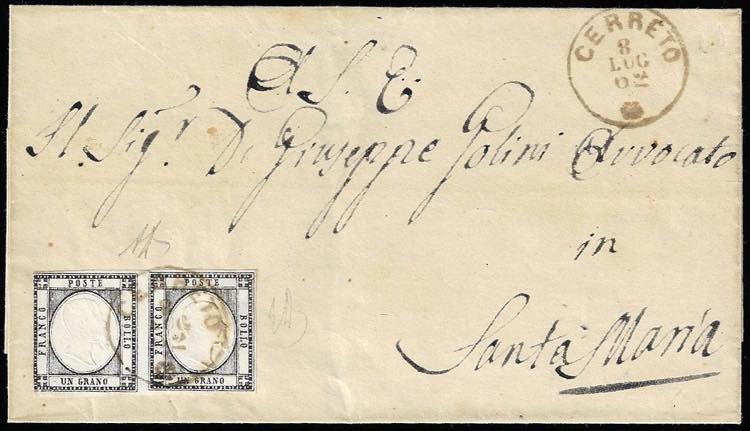 CERRETO
8
LUG
62
A S. E.
Al Sig.r D. Giuseppe Golini Avvocato
in
Santa Maria
POSTE
FRANCO
BOLLO
UN GRANO
POSTE
FRANCO
BOLLO
UN GRANO